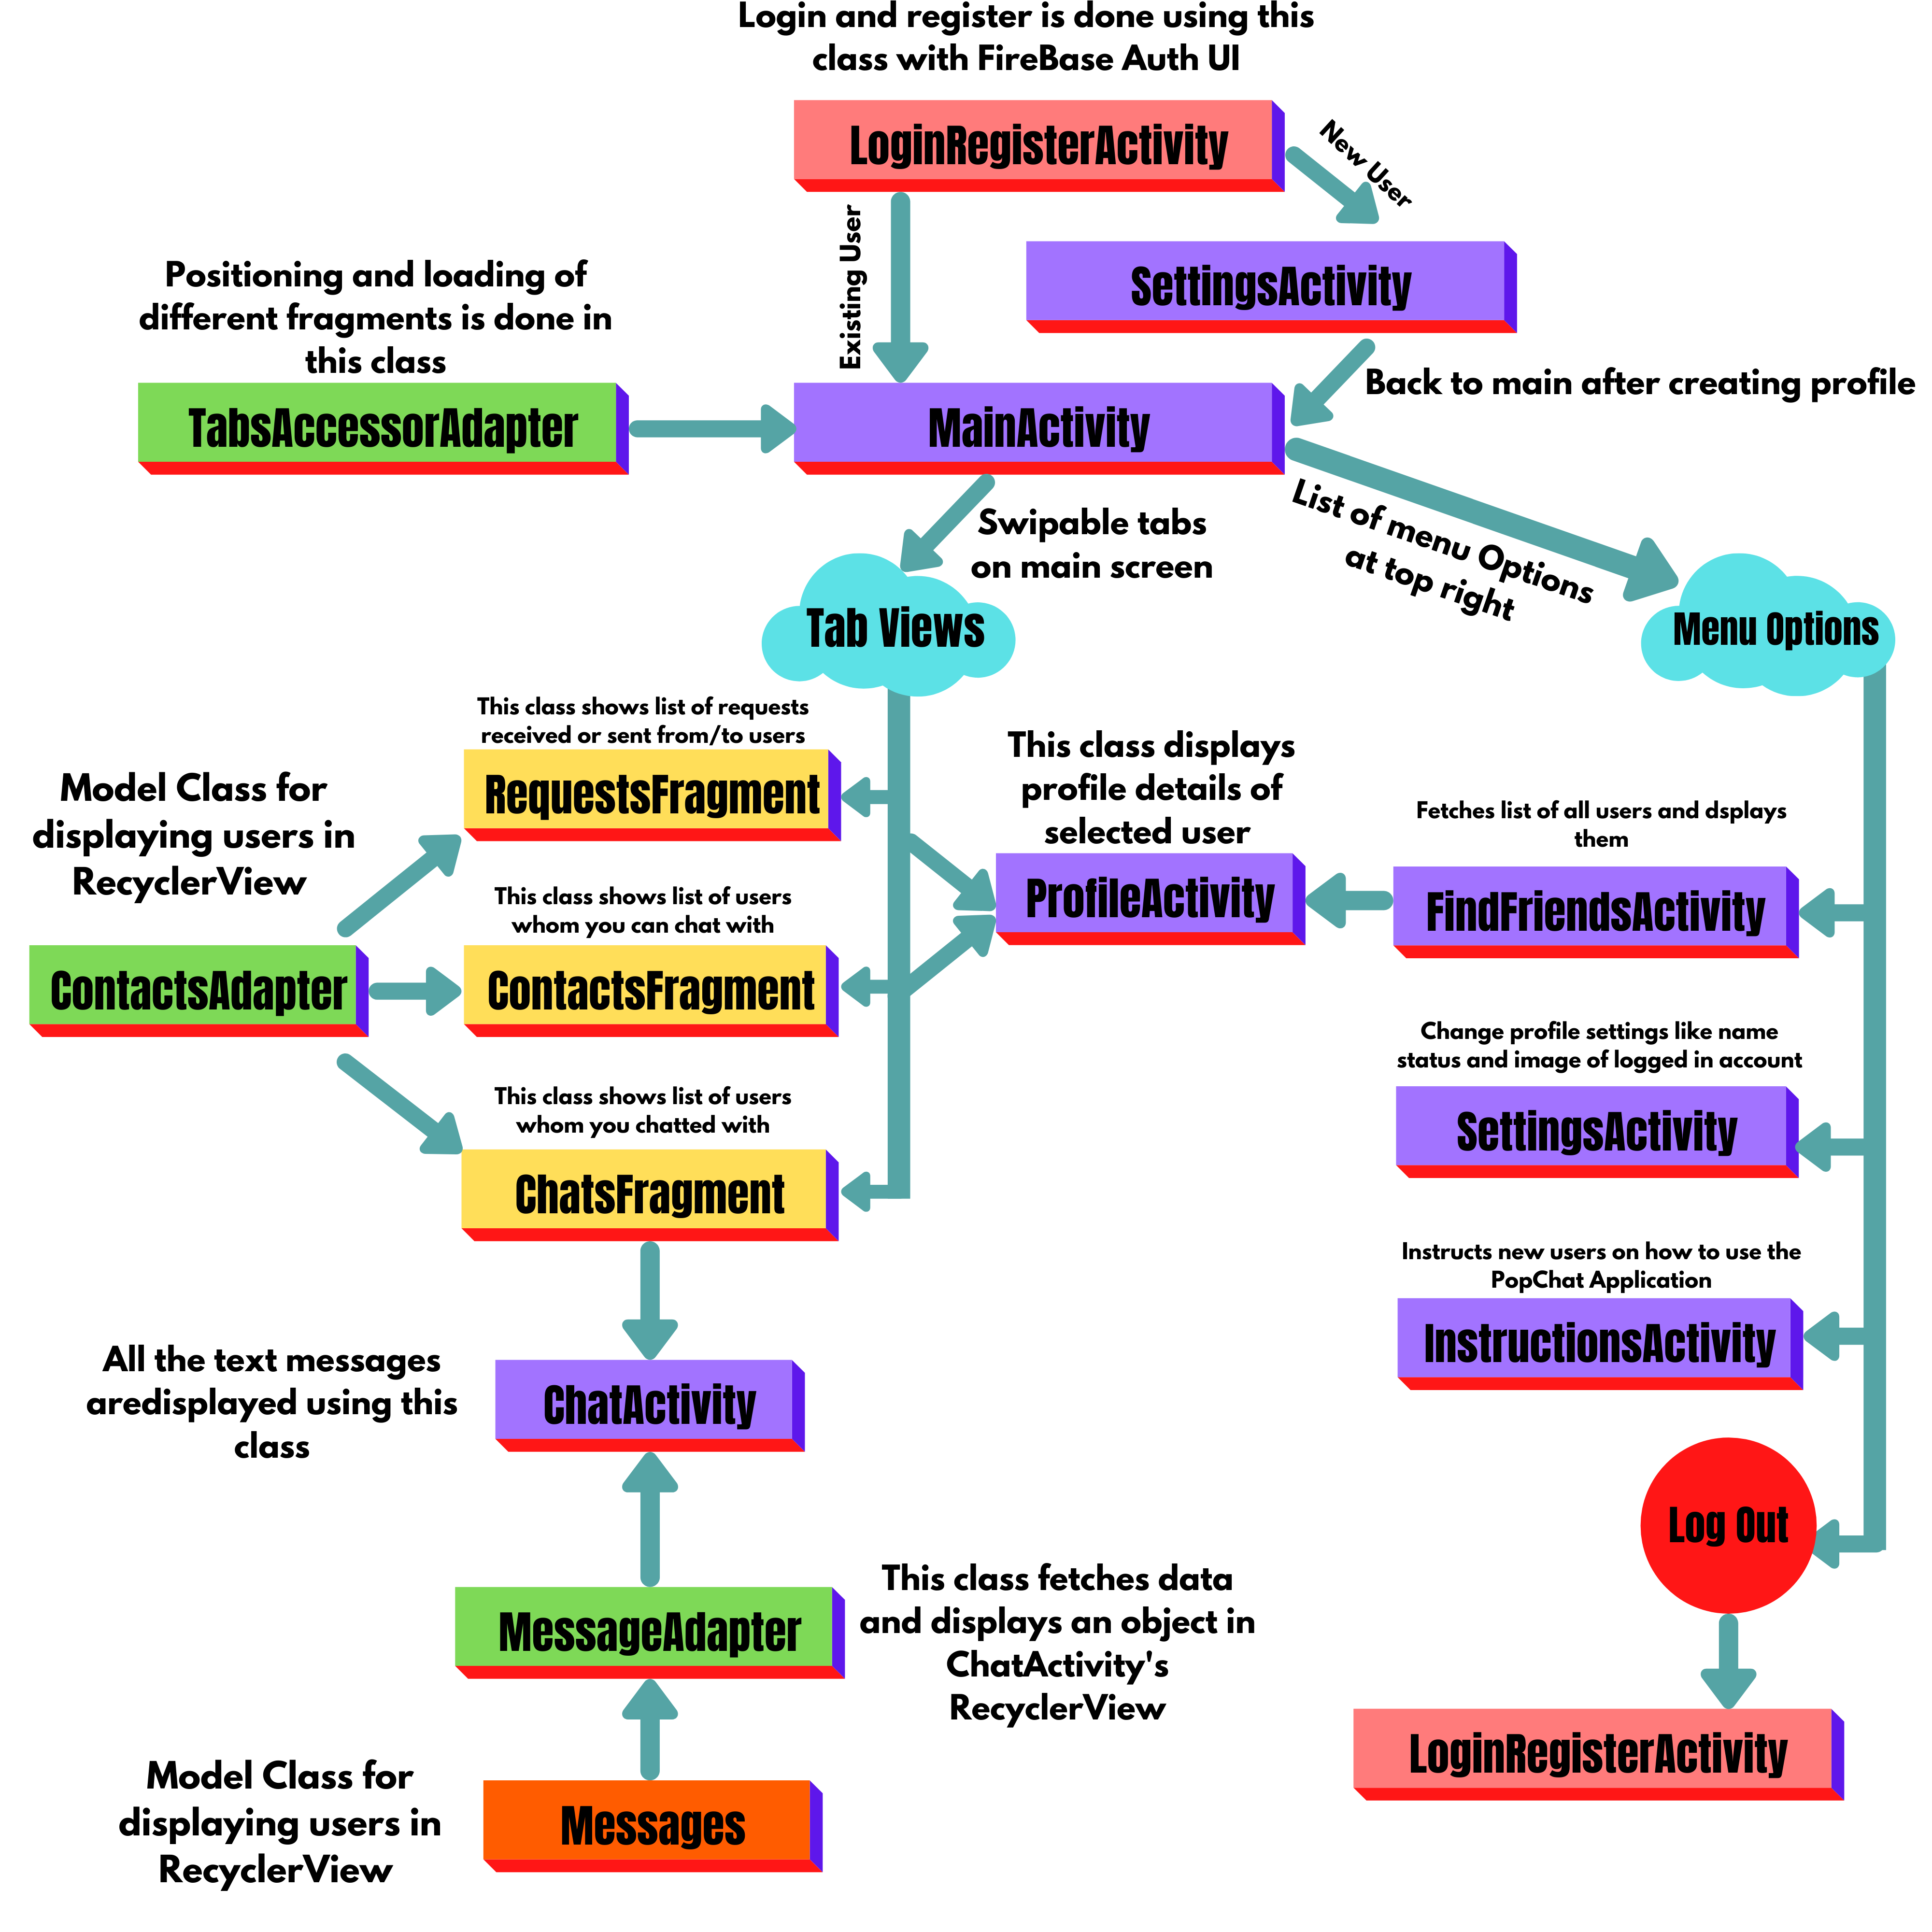 Login and register is done using this
class with FireBase Auth UI
LoginRegisterActivity
New User
Existing User
SettingsActivity
Positioning and loading of
different fragments is done in
this class
Back to main after creating profile
TabsAccessorAdapter
MainActivity
Swipable tabs
on main screen
List of menu Options
at top right
Tab Views
Menu Options
This class shows list of requests
received or sent from/to users
RequestsFragment
Model Class for
displaying users in
RecyclerView
This class displays
profile details of
selected user
ProfileActivity
Fetches list of all users and dsplays
them
FindFriendsActivity
This class shows list of users
whom you can chat with
ContactsAdapter
ContactsFragment
Change profile settings like name
status and image of logged in account
SettingsActivity
This class shows list of users
whom you chatted with
ChatsFragment
Instructs new users on how to use the
PopChat Application
InstructionsActivity
All the text messages
aredisplayed using this
class
ChatActivity
Log Out
This class fetches data
and displays an object in
ChatActivity's
RecyclerView
MessageAdapter
LoginRegisterActivity
Model Class for
displaying users in
RecyclerView
Messages